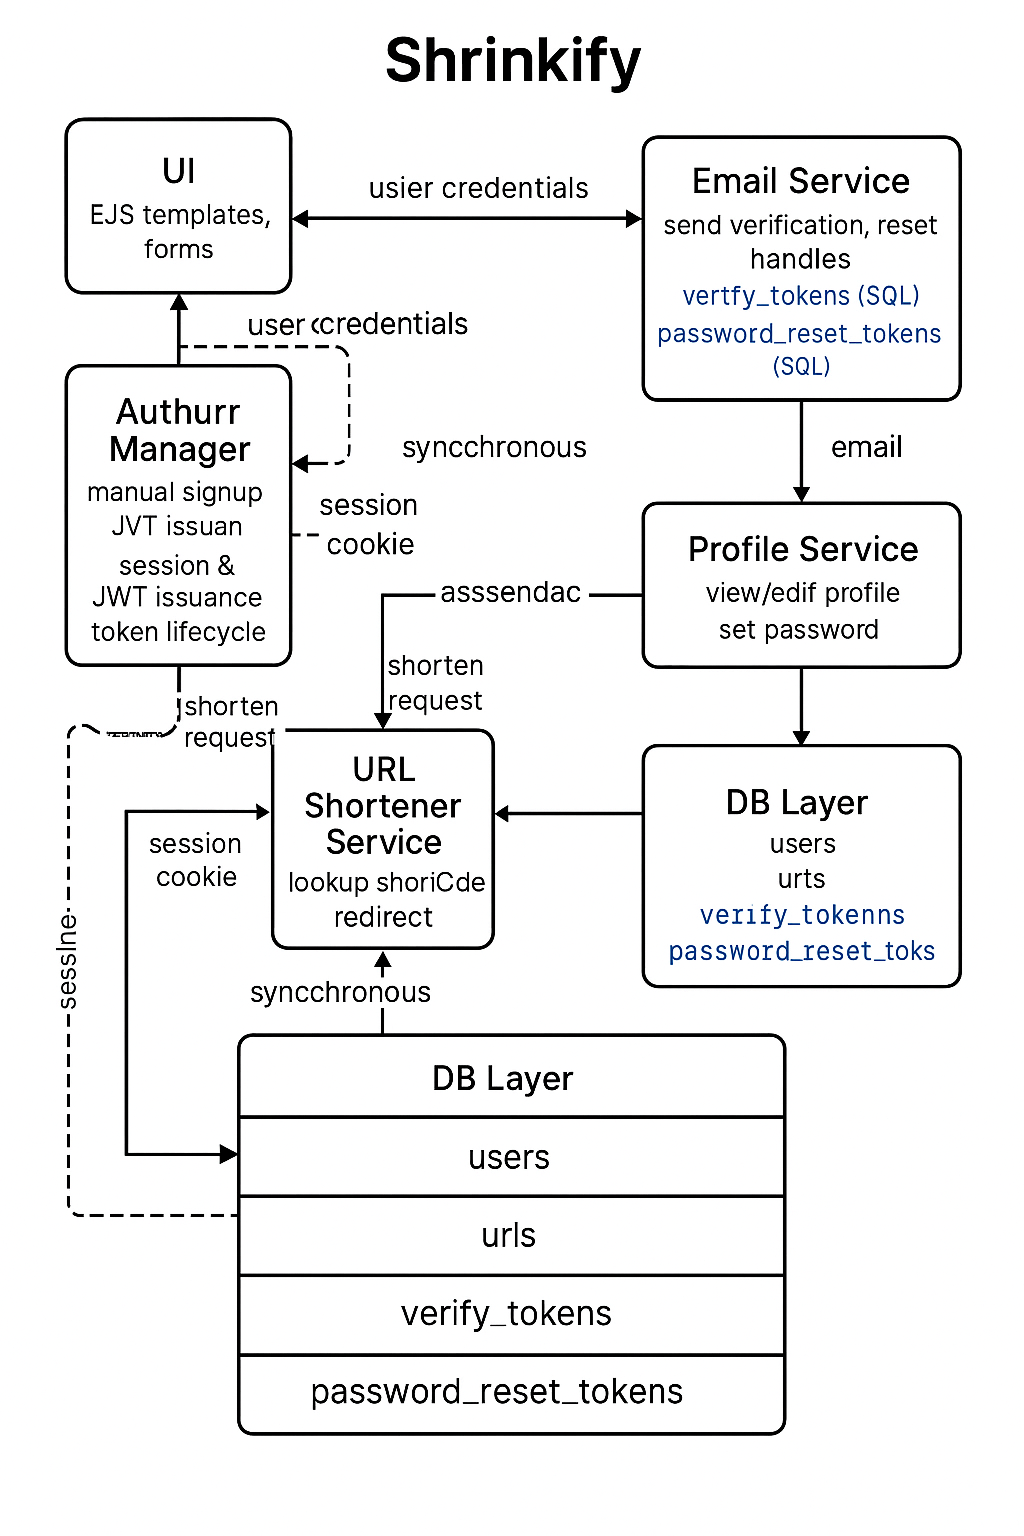 Shrinkify
UI
EJS templates,
forms
usier credentials
Email Service
send verification, reset
handles
vertfy_tokens (SQL)
password_reset_tokens
(SQL)
user ‹credentials
Authurr
Manager
manual signup
JVT issuan
session &
JWT issuance
token lifecycle
syncchronous
session
cookie
email
Profile Service
view/edif profile
set password
asssendac
shorten
request
shorten
request
URL
Shortener
Service
lookup shoriCde
redirect
session
cookie
DB Layer
users
urts
verify_tokenns
password_reset_toks
sessine
syncchronous
DB Layer
users
urls
verify_tokens
password_reset_tokens